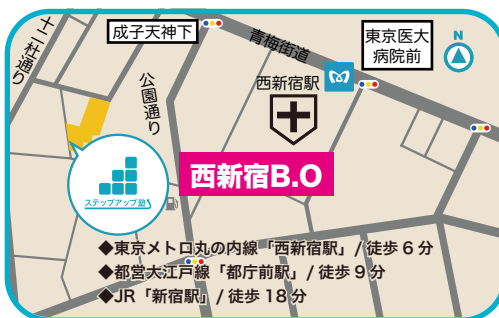 十二社通り
成子天神下
青梅街道
東京医大
病院前
N
公園通り
西新宿駅
西新宿B.O
ステップアップ塾
◆東京メトロ丸の内線「西新宿駅」/ 徒歩 6 分
◆都営大江戸線「都庁前駅」/ 徒歩 9 分
◆JR「新宿駅」/ 徒歩 18 分